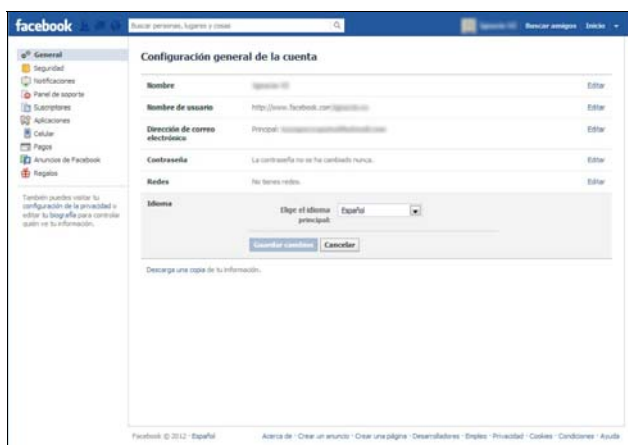 facebook
Buscar personas, lugares y cosas
Buscar amigos
Inicio
General
Seguridad
Notificaciones
Panel de soporte
Suscriptores
Aplicaciones
Celular
Pagos
Anuncios de Facebook
Regalos
También puedes visitar tu
configuración de la privacidad o
editar tu biografía para controlar
quién ve tu información.
Configuración general de la cuenta
Nombre
Editar
Nombre de usuario
http://www.facebook.com/
Editar
Dirección de correo
electrónico
Principal:
Editar
Contraseña
La contraseña no se ha cambiado nunca.
Editar
Redes
No tienes redes.
Editar
Idioma
Elige el idioma
principal:
Español
Guardar cambios
Cancelar
Descarga una copia de tu información.
Facebook © 2012 · Español
Acerca de · Crear un anuncio · Crear una página · Desarrolladores · Empleo · Privacidad · Cookies · Condiciones · Ayuda